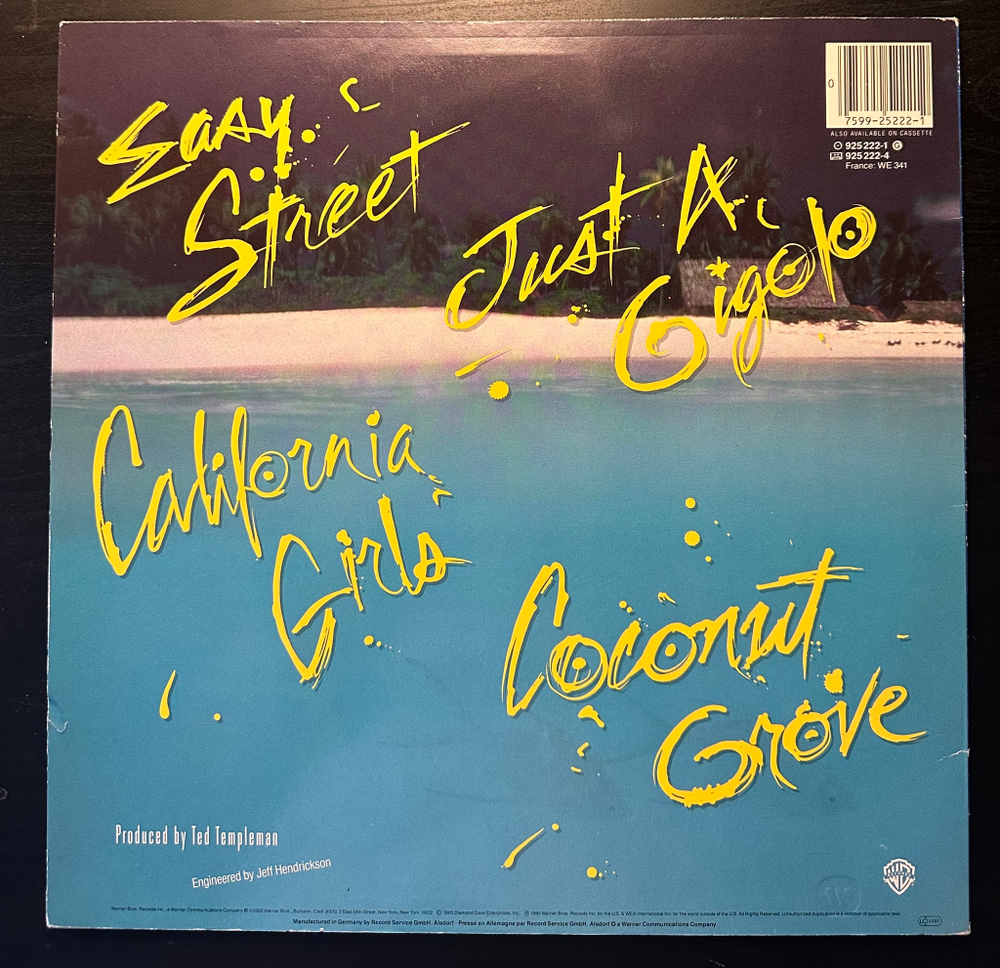 0
7599-25222-1
ALSO AVAILABLE ON CASSETTE
925 222-1 G
925 222-4
France: WE 341
Easy
Street
Just A
Gigolo
California
Girls
Coconut
Grove
Produced by Ted Templeman
Engineered by Jeff Hendrickson
Manufactured in Germany by Record Service GmbH. Alsdorf · Pressé en Allemagne par Record Service GmbH. Alsdorf a Warner Communications Company